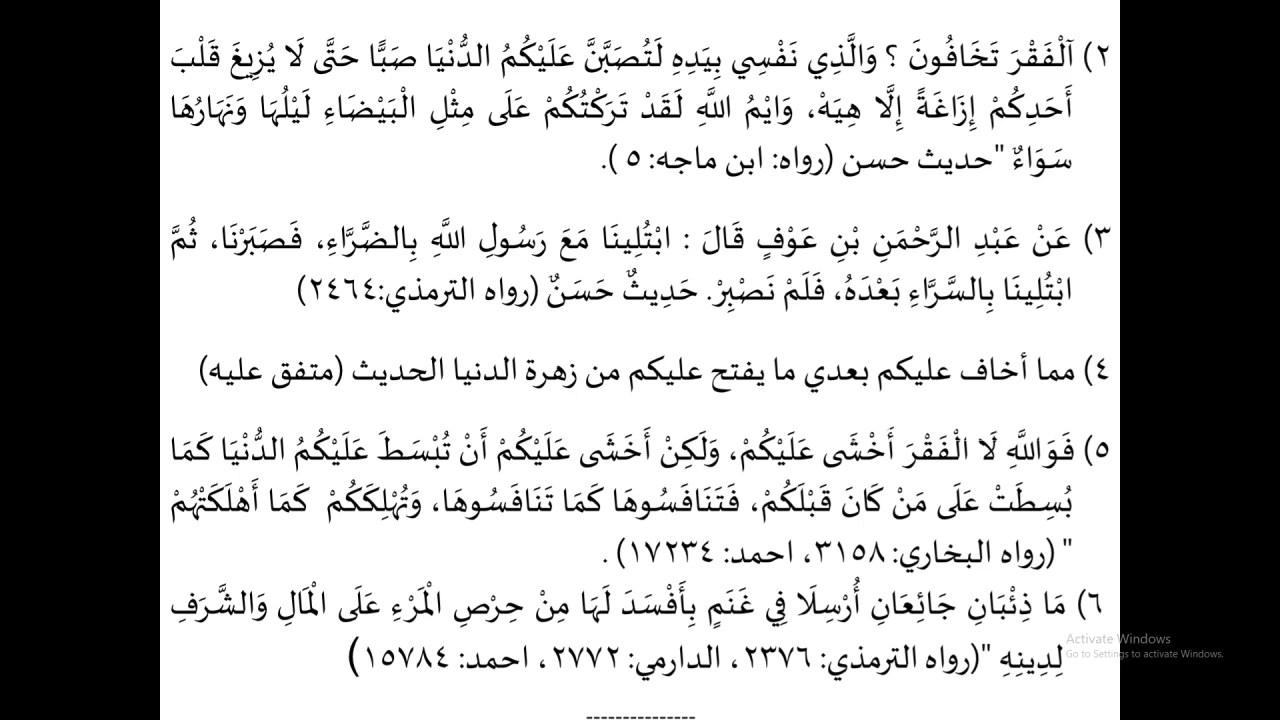 ٢) آلْفَقْرَ تَخَافُونَ ؟ وَالَّذِي نَفْسِي بِيَدِهِ لَتُصَبَّنَّ عَلَيْكُمُ الدُّنْيَا صَبًّا حَتَّى لَا يُزِيغَ قَلْبَ
أَحَدِكُمْ إِزَاغَةً إِلَّا هِيَهْ، وَايْمُ اللَّهِ لَقَدْ تَرَكْتُكُمْ عَلَى مِثْلِ الْبَيْضَاءِ لَيْلُهَا وَنَهَارُهَا
سَوَاءٌ "حديث حسن (رواه: ابن ماجه: ٥ ).
٣) عَنْ عَبْدِ الرَّحْمَنِ بْنِ عَوْفٍ قَالَ : ابْتُلِينَا مَعَ رَسُولِ اللَّهِ بِالضَّرَّاءِ، فَصَبَرْنَا، ثُمَّ
ابْتُلِينَا بِالسَّرَّاءِ بَعْدَهُ، فَلَمْ نَصْبِرْ. حَدِيثٌ حَسَنٌ (رواه الترمذي:٢٤٦٤)
٤) مما أخاف عليكم بعدي ما يفتح عليكم من زهرة الدنيا الحديث (متفق عليه)
٥) فَوَاللَّهِ لَا الْفَقْرَ أَخْشَى عَلَيْكُمْ، وَلَكِنْ أَخَشَى عَلَيْكُمْ أَنْ تُبْسَطَ عَلَيْكُمُ الدُّنْيَا كَمَا
بُسِطَتْ عَلَى مَنْ كَانَ قَبْلَكُمْ، فَتَنَافَسُوهَا كَمَا تَنَافَسُوهَا، وَتُهْلِكَكُمْ كَمَا أَهْلَكَتْهُمْ
" (رواه البخاري: ٣١٥٨، احمد: ١٧٢٣٤) .
٦) مَا ذِئْبَانِ جَائِعَانِ أُرْسِلَا فِي غَنَمٍ بِأَفْسَدَ لَهَا مِنْ حِرْصِ الْمَرْءِ عَلَى الْمَالِ وَالشَّرَفِ
لِدِينِهِ "(رواه الترمذي: ٢٣٧٦، الدارمي: ٢٧٧٢، احمد: ١٥٧٨٤)
---------------
Activate Windows
Go to Settings to activate Windows.